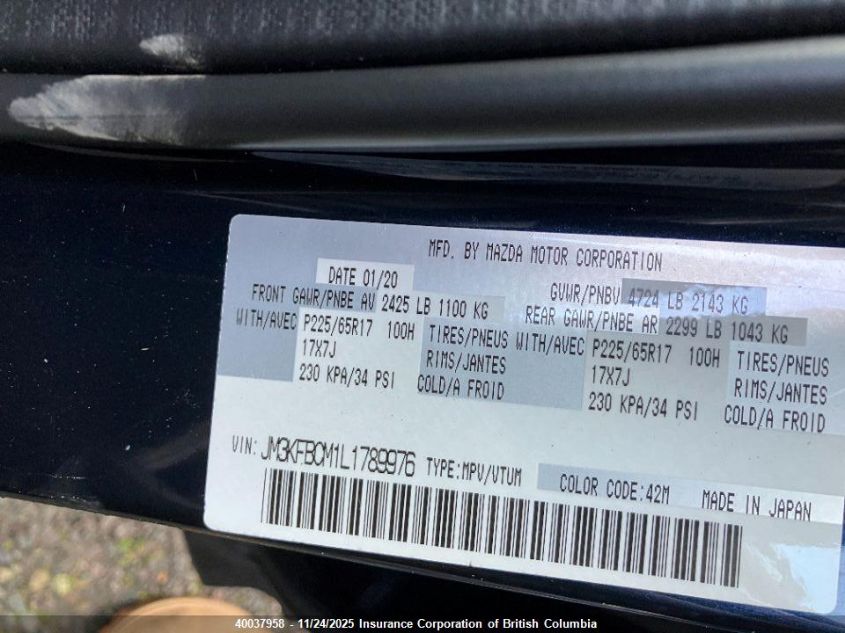 MFD. BY MAZDA MOTOR CORPORATION
DATE 01/20
GVWR/PNBV 4724 LB 2143 KG
FRONT GAWR/PNBE AV 2425 LB 1100 KG
REAR GAWR/PNBE AR 2299 LB 1043 KG
WITH/AVEC P225/65R17 100H TIRES/PNEUS
17X7J RIMS/JANTES
230 KPA/34 PSI COLD/A FROID
WITH/AVEC P225/65R17 100H TIRES/PNEUS
17X7J RIMS/JANTES
230 KPA/34 PSI COLD/A FROID
VIN: JM3KFBCM1L1789976 TYPE:MPV/VTUM COLOR CODE:42M MADE IN JAPAN
40037958 - 11/24/2025 Insurance Corporation of British Columbia